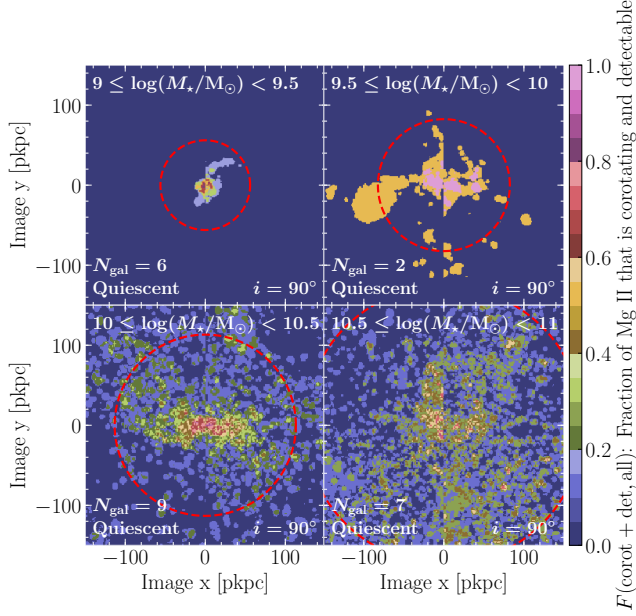 9 ≤ log(M⋆/M⊙) < 9.5
9.5 ≤ log(M⋆/M⊙) < 10
150
100
Image y [pkpc]
0
−100
N_gal = 6
Quiescent
i = 90°
N_gal = 2
Quiescent
i = 90°
10 ≤ log(M⋆/M⊙) < 10.5
10.5 ≤ log(M⋆/M⊙) < 11
100
Image y [pkpc]
0
−100
−150
N_gal = 9
Quiescent
i = 90°
N_gal = 7
Quiescent
i = 90°
−100 0 100
−100 0 100
Image x [pkpc]
Image x [pkpc]
1.0
0.8
0.6
0.4
0.2
0.0
F(corot + det, all): Fraction of Mg II that is corotating and detectable